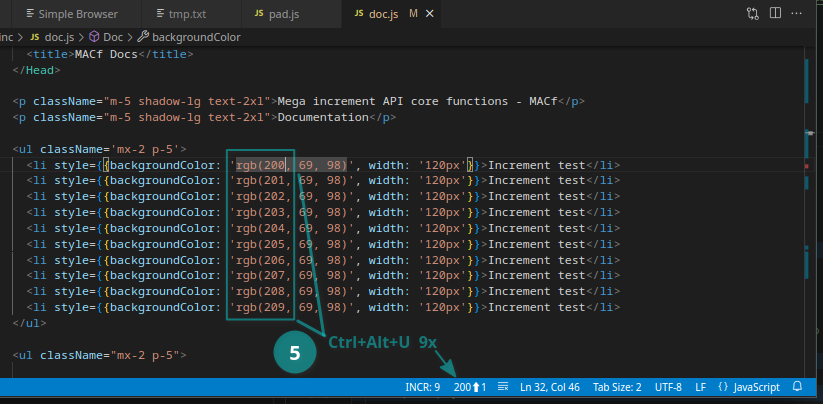 Simple Browser tmp.txt JS pad.js JS doc.js M
inc > JS doc.js > Doc > backgroundColor
<title>MACf Docs</title>
</Head>
<p className="m-5 shadow-lg text-2xl">Mega increment API core functions - MACf</p>
<p className="m-5 shadow-lg text-2xl">Documentation</p>
<ul className='mx-2 p-5'>
<li style={{backgroundColor: 'rgb(200, 69, 98)', width: '120px'}}>Increment test</li>
<li style={{backgroundColor: 'rgb(201, 69, 98)', width: '120px'}}>Increment test</li>
<li style={{backgroundColor: 'rgb(202, 69, 98)', width: '120px'}}>Increment test</li>
<li style={{backgroundColor: 'rgb(203, 69, 98)', width: '120px'}}>Increment test</li>
<li style={{backgroundColor: 'rgb(204, 69, 98)', width: '120px'}}>Increment test</li>
<li style={{backgroundColor: 'rgb(205, 69, 98)', width: '120px'}}>Increment test</li>
<li style={{backgroundColor: 'rgb(206, 69, 98)', width: '120px'}}>Increment test</li>
<li style={{backgroundColor: 'rgb(207, 69, 98)', width: '120px'}}>Increment test</li>
<li style={{backgroundColor: 'rgb(208, 69, 98)', width: '120px'}}>Increment test</li>
<li style={{backgroundColor: 'rgb(209, 69, 98)', width: '120px'}}>Increment test</li>
</ul>
5 Ctrl+Alt+U 9x
<ul className="mx-2 p-5">
INCR: 9 200⬆1 Ln 32, Col 46 Tab Size: 2 UTF-8 LF {} JavaScript